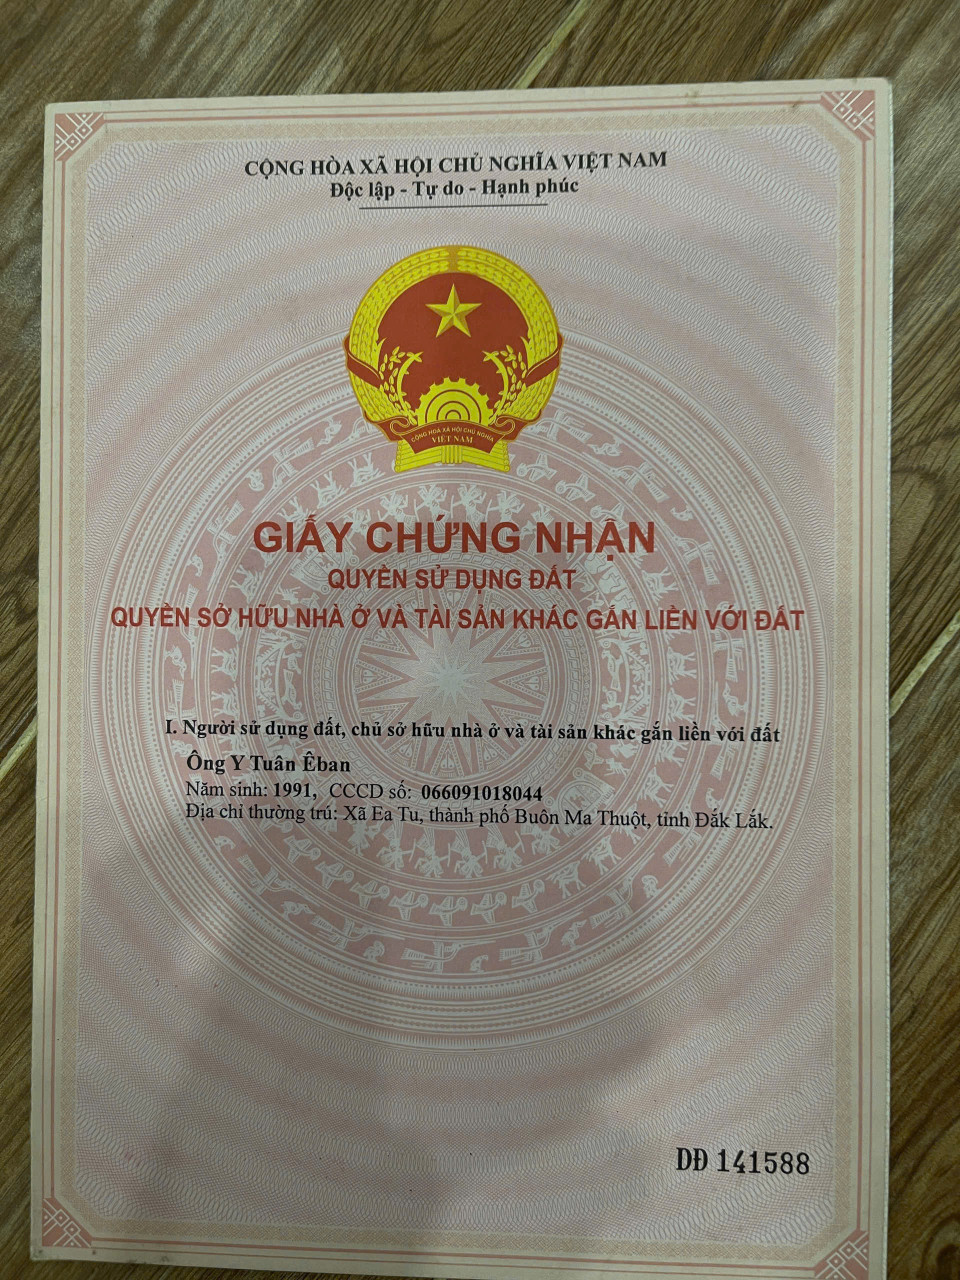 CỘNG HÒA XÃ HỘI CHỦ NGHĨA VIỆT NAM
Độc lập - Tự do - Hạnh phúc
CỘNG HÒA XÃ HỘI CHỦ NGHĨA
VIỆT NAM
GIẤY CHỨNG NHẬN
QUYỀN SỬ DỤNG ĐẤT
QUYỀN SỞ HỮU NHÀ Ở VÀ TÀI SẢN KHÁC GẮN LIỀN VỚI ĐẤT
I. Người sử dụng đất, chủ sở hữu nhà ở và tài sản khác gắn liền với đất
Ông Y Tuân Êban
Năm sinh: 1991, CCCD số: 066091018044
Địa chỉ thường trú: Xã Ea Tu, thành phố Buôn Ma Thuột, tỉnh Đắk Lắk.
DĐ 141588